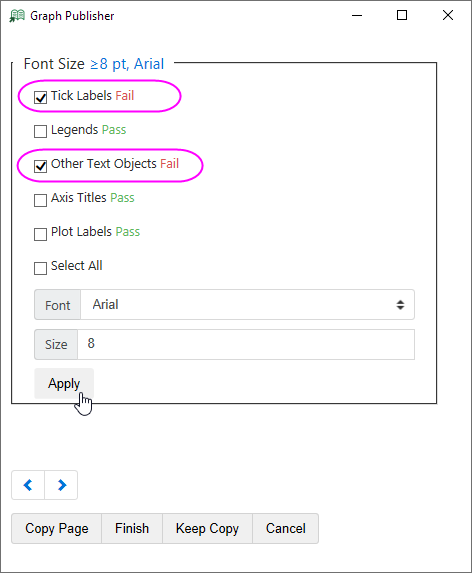 Graph Publisher
Font Size ≥8 pt, Arial
Tick Labels Fail
Legends Pass
Other Text Objects Fail
Axis Titles Pass
Plot Labels Pass
Select All
Font Arial
Size 8
Apply
Copy Page Finish Keep Copy Cancel